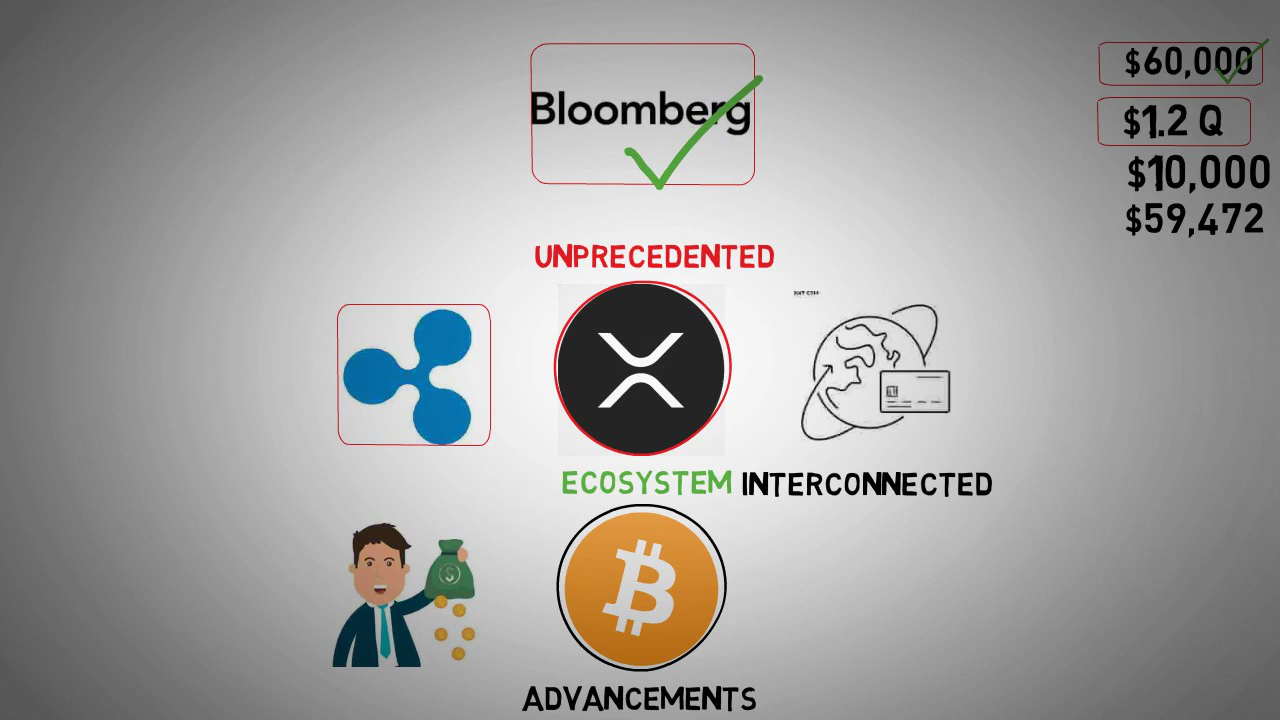 Bloomberg
$60,000
$1.2 Q
$10,000
$59,472
UNPRECEDENTED
ECOSYSTEM
INTERCONNECTED
ADVANCEMENTS